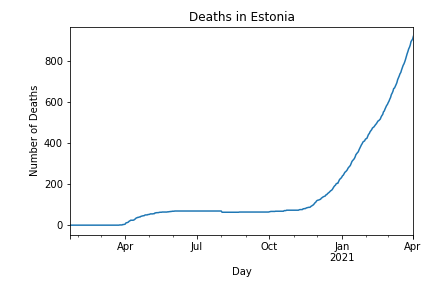 Deaths in Estonia
Number of Deaths
800
600
400
200
0
Apr
Jul
Oct
Jan
2021
Apr
Day